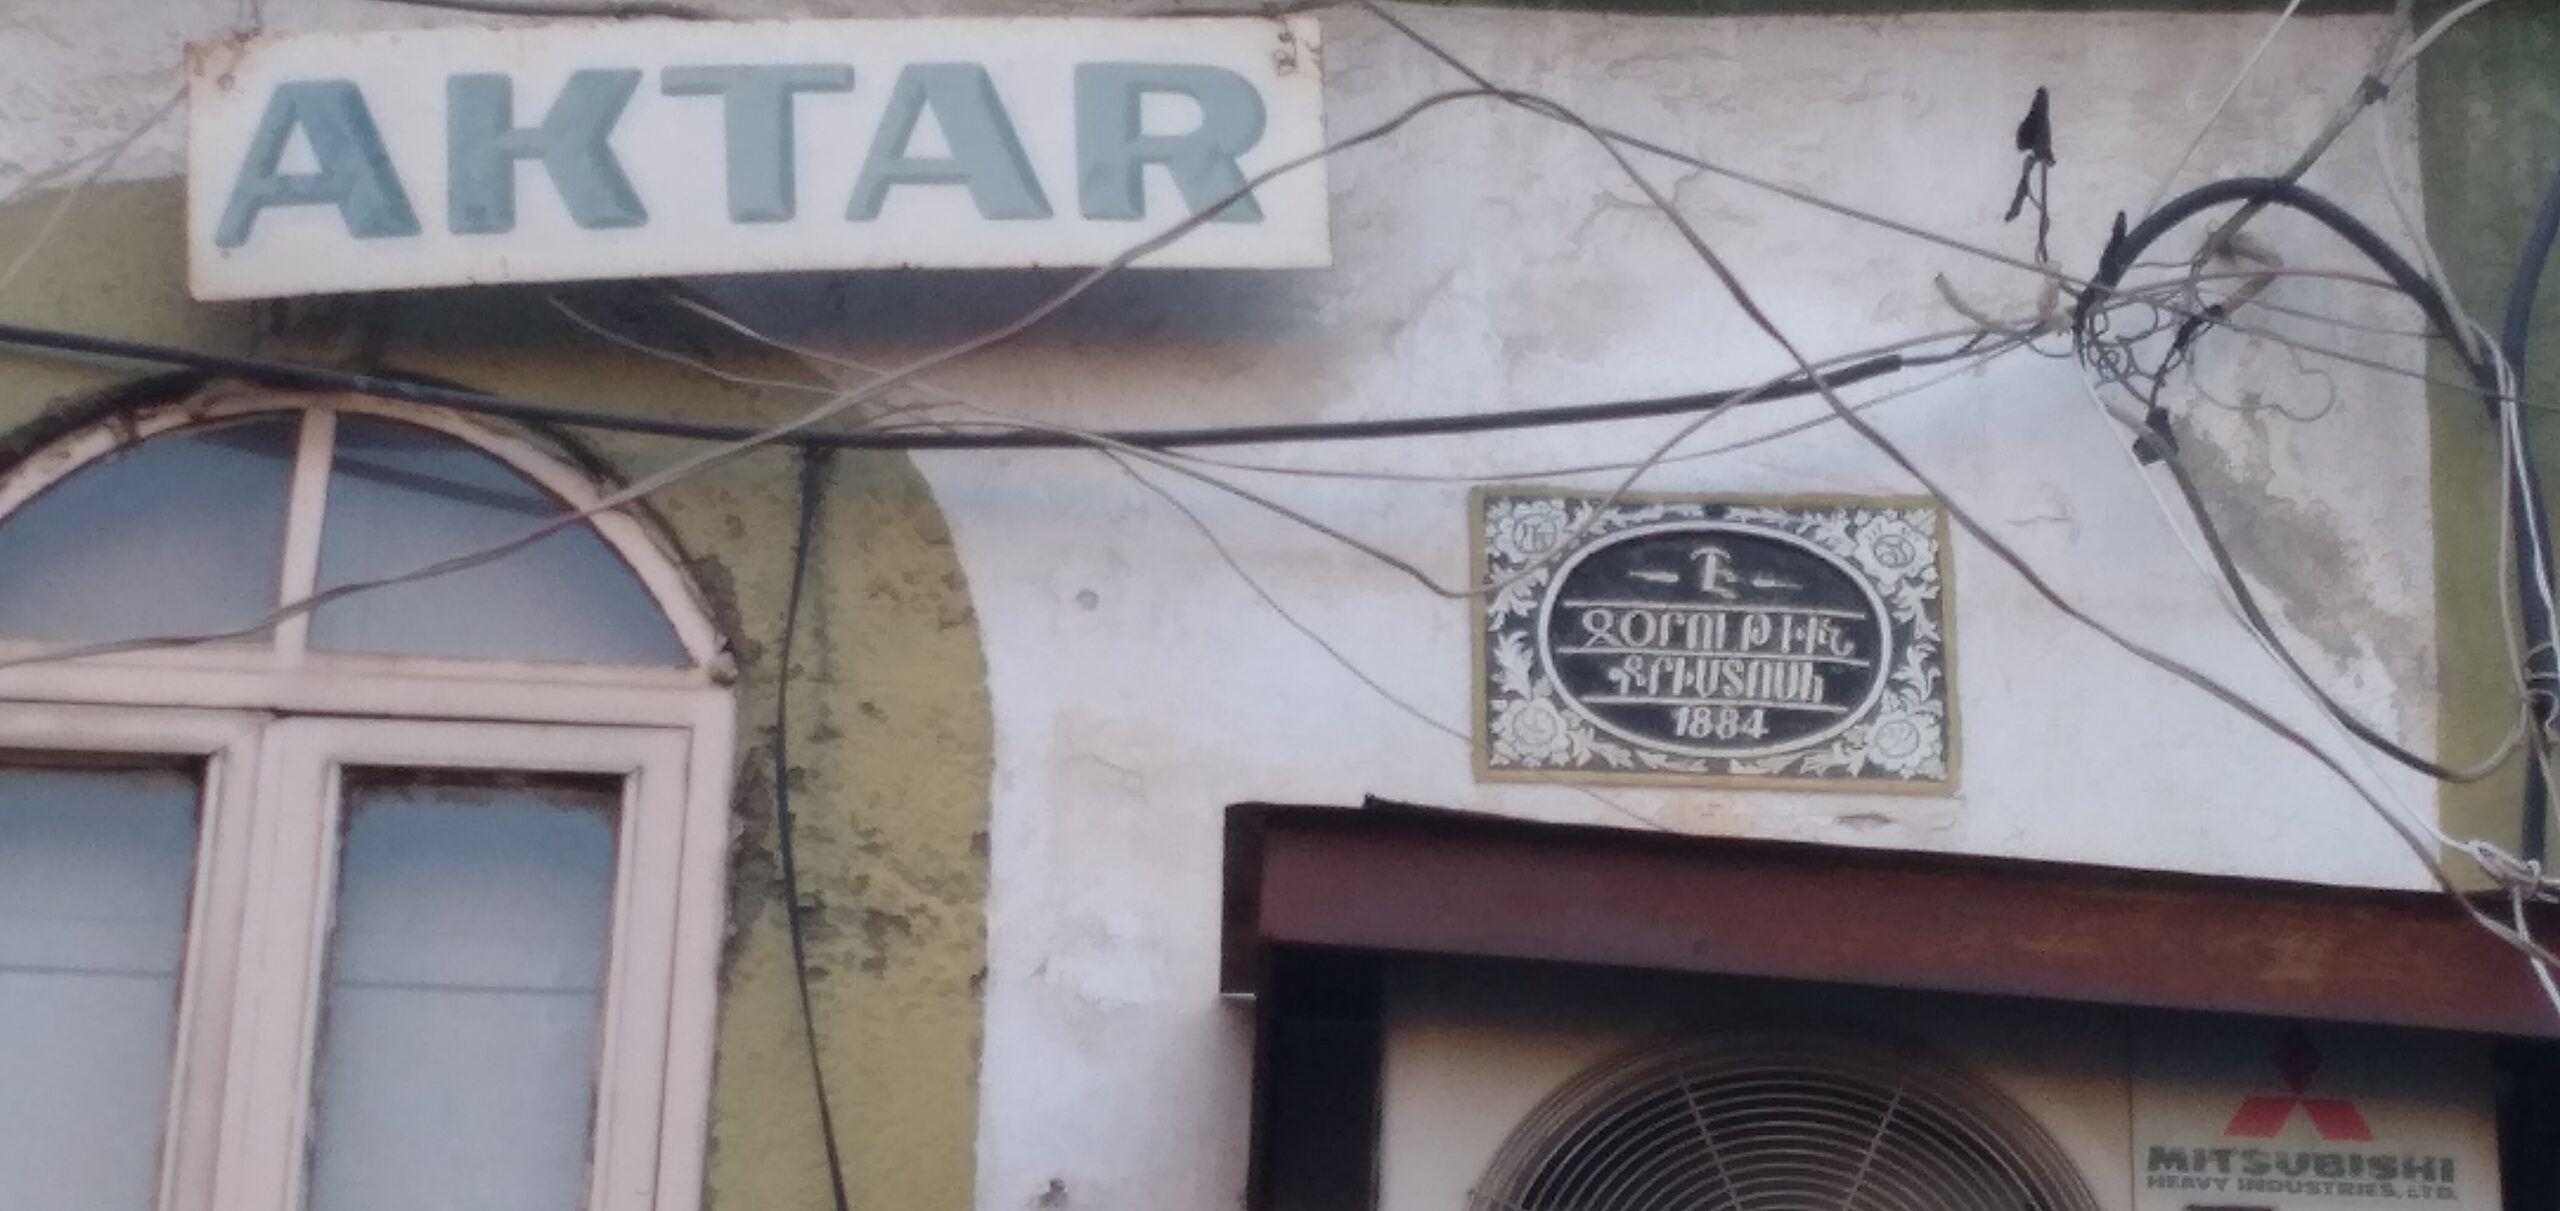 AKTAR
Է
ԶՕՐՈՒԹԻՒՆ
ՔՐԻՍՏՈՍԻ
1884
MITSUBISHI
HEAVY INDUSTRIES, LTD.